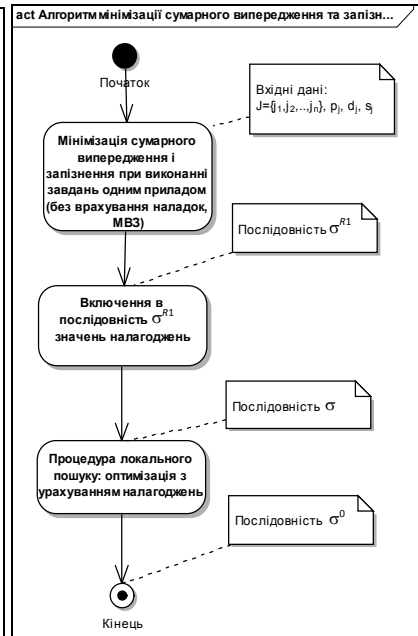 act Алгоритм мінімізації сумарного випередження та запізн...
Початок
Вхідні дані:
J={j₁,j₂,..,jₙ}, pⱼ, dⱼ, sⱼ
Мінімізація сумарного
випередження і
запізнення при виконанні
завдань одним приладом
(без врахування наладок,
МВЗ)
Послідовність σᴿ¹
Включення в
послідовність σᴿ¹
значень налагоджень
Послідовність σ
Процедура локального
пошуку: оптимізація з
урахуванням налагоджень
Послідовність σ⁰
Кінець